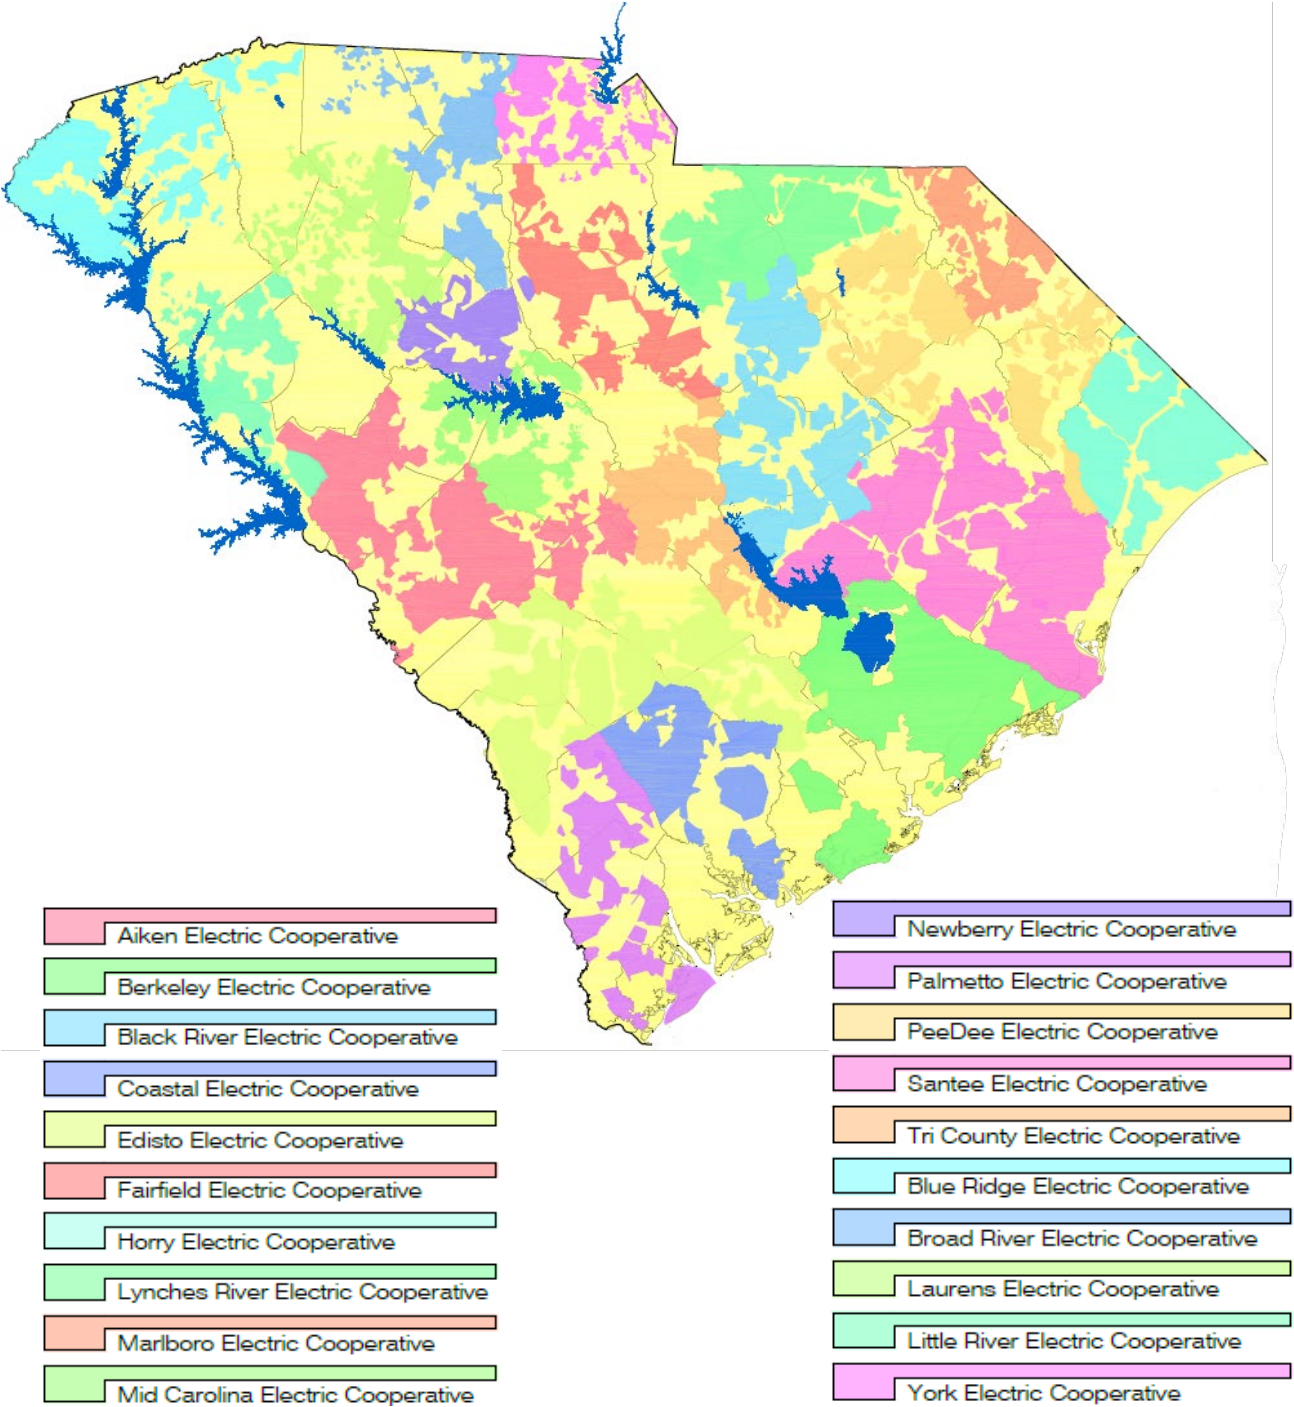 Aiken Electric Cooperative
Berkeley Electric Cooperative
Black River Electric Cooperative
Coastal Electric Cooperative
Edisto Electric Cooperative
Fairfield Electric Cooperative
Horry Electric Cooperative
Lynches River Electric Cooperative
Marlboro Electric Cooperative
Mid Carolina Electric Cooperative
Newberry Electric Cooperative
Palmetto Electric Cooperative
PeeDee Electric Cooperative
Santee Electric Cooperative
Tri County Electric Cooperative
Blue Ridge Electric Cooperative
Broad River Electric Cooperative
Laurens Electric Cooperative
Little River Electric Cooperative
York Electric Cooperative